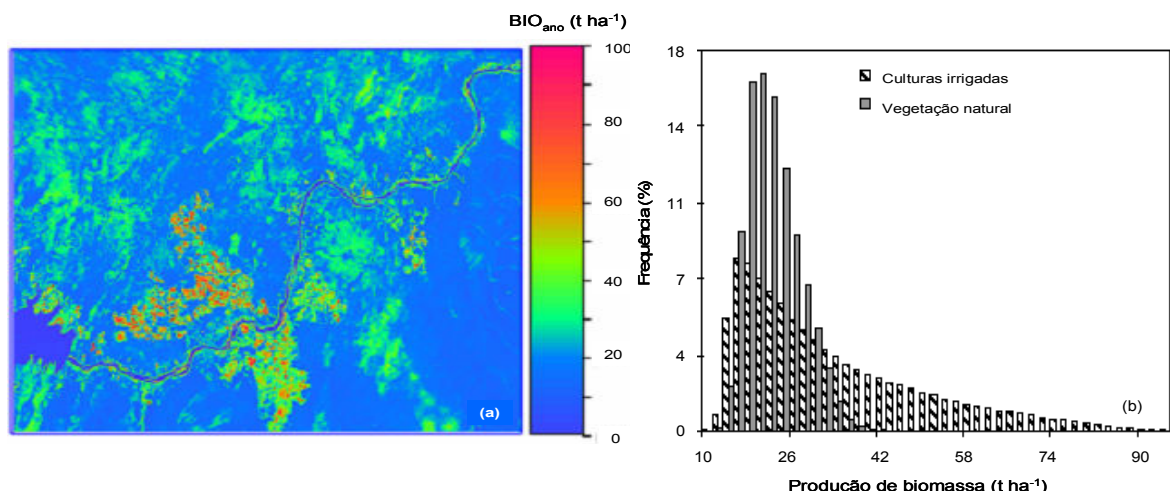 BIOano (t ha-1)
100
80
60
40
20
0
(a)
18
14
11
7
4
0
Frequência (%)
Culturas irrigadas
Vegetação natural
(b)
10 26 42 58 74 90
Produção de biomassa (t ha-1)